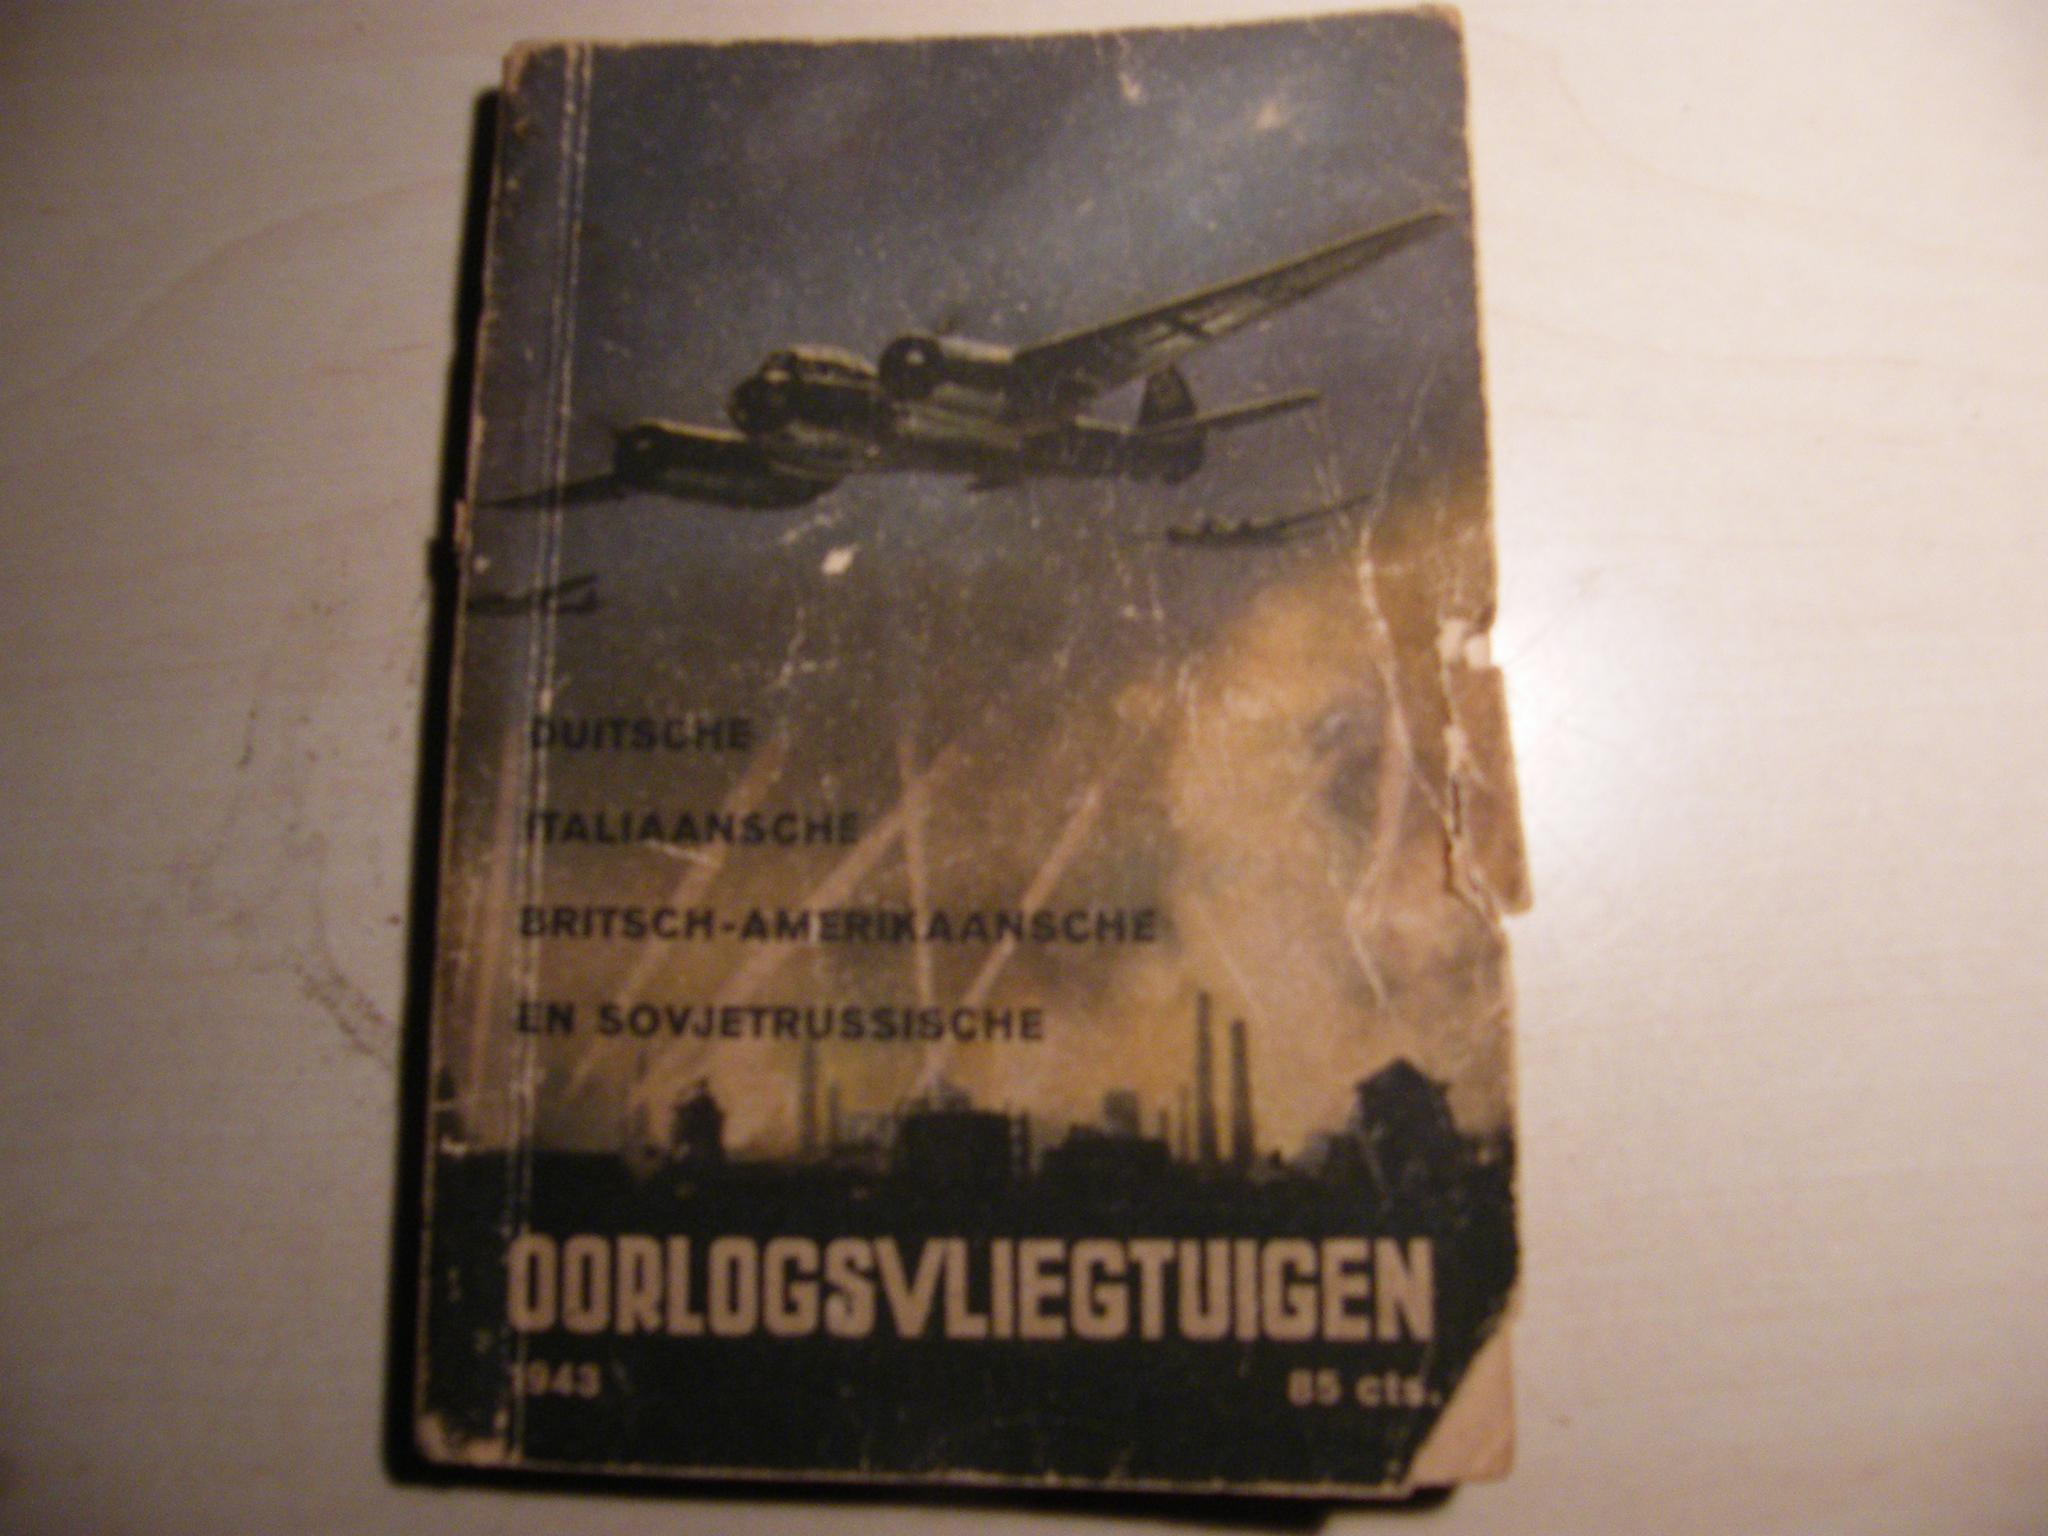 DUITSCHE
ITALIAANSCHE
BRITSCH-AMERIKAANSCHE
EN SOVJETRUSSISCHE
OORLOGSVLIEGTUIGEN
1943 85 cts.